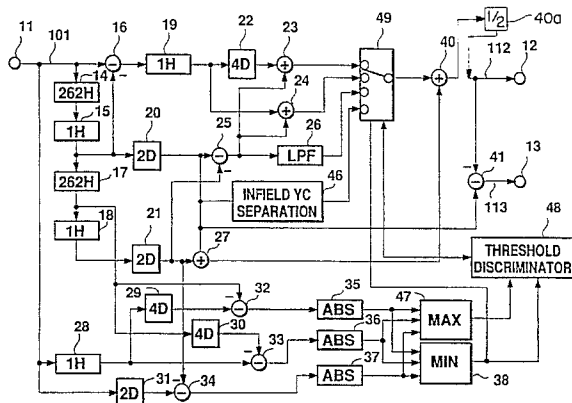 11 101 16 19 22 23 49 40 1/2 40a
14 1H 4D 24 112 12
262H 25
15 20 26
1H 2D LPF 41 13
17 46 113
262H 21 INFIELD YC SEPARATION 48
18 27
1H 2D THRESHOLD DISCRIMINATOR
29 32 35 47
4D ABS MAX
28 30 36
1H 4D 33 ABS
37 MIN
31 34 ABS 38
2D